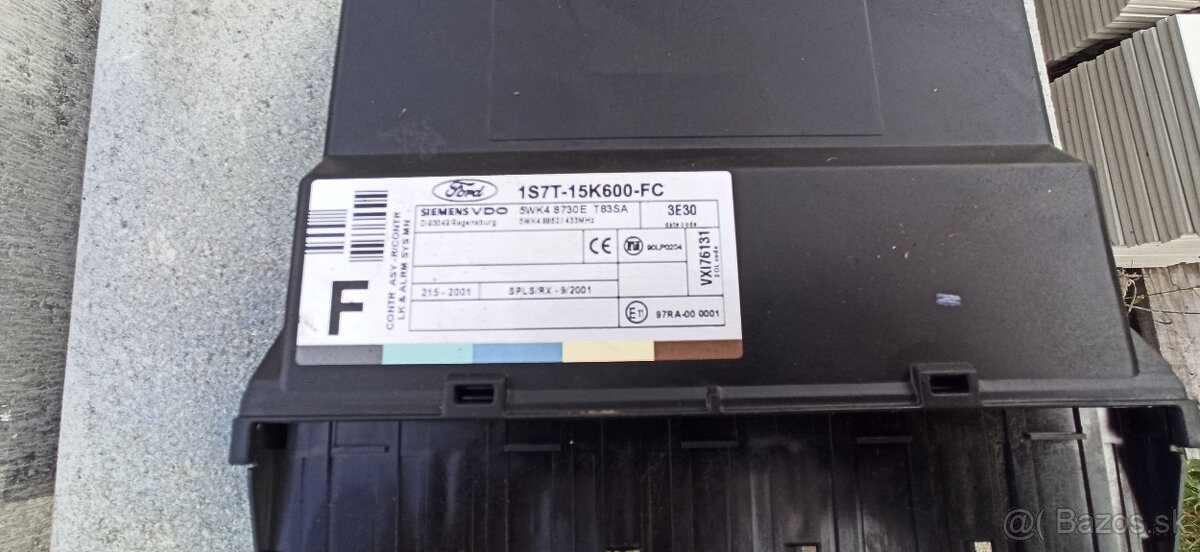 Ford
1S7T-15K600-FC
SIEMENS VDO
D-93049 Regensburg
5WK4 8730E T83SA
5WK4 8852 / 433MHz
3E30
date code
CE
90LP0204
VXI76131
EOL code
215 - 2001
SPLS/RX - 9/2001
97RA-00 0001
CONTR ASY -R/CONTR
LK & ALRM SYS MN -
F
@( Bazos.sk